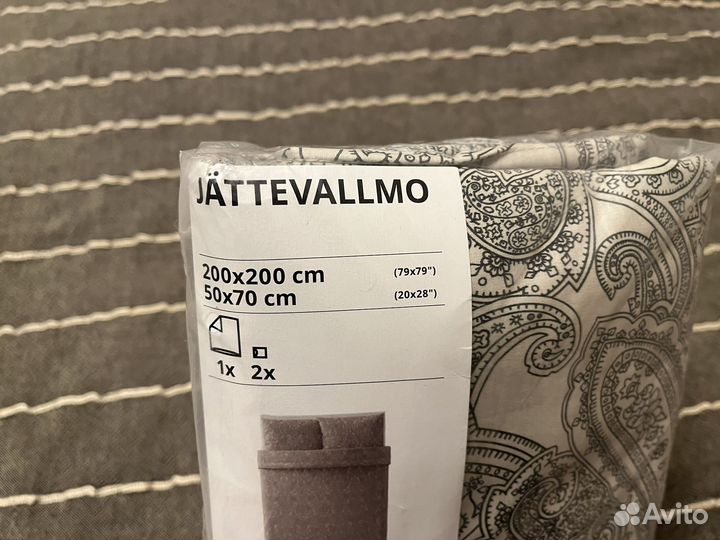 JÄTTEVALLMO
200x200 cm (79x79")
50x70 cm (20x28")
1x 2x
Avito